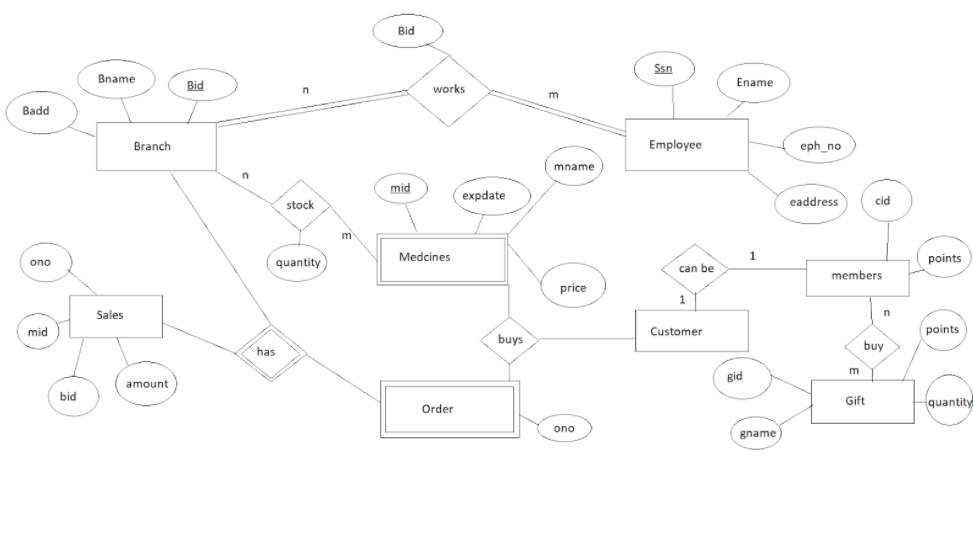 Bid
Bname
Bid
Ssn
Ename
Badd
n
works
m
Branch
Employee
eph_no
n
mname
mid
expdate
stock
eaddress
cid
m
Medcines
quantity
ono
can be
1
members
points
price
1
Sales
n
mid
Customer
points
buys
has
buy
m
gid
bid
amount
Gift
quantity
Order
ono
gname